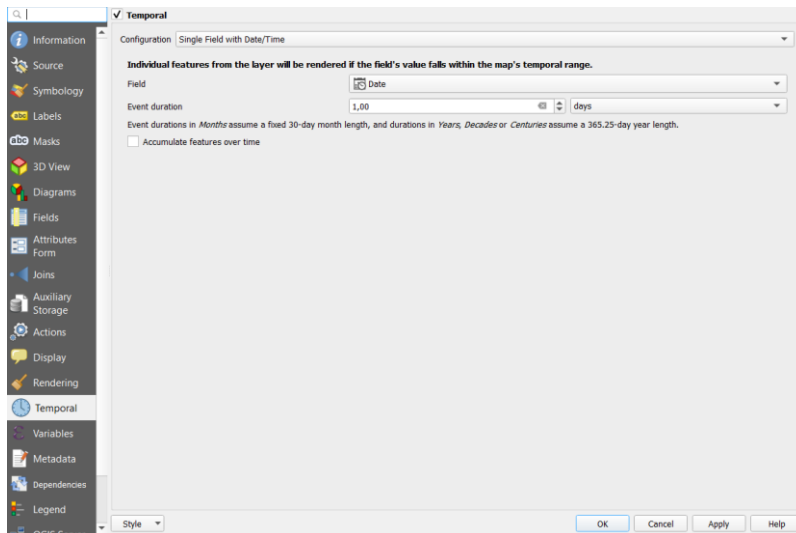 Information
Source
Symbology
abc Labels
abc Masks
3D View
Diagrams
Fields
Attributes
Form
Joins
Auxiliary
Storage
Actions
Display
Rendering
Temporal
Variables
Metadata
Dependencies
Legend
Temporal
Configuration Single Field with Date/Time
Individual features from the layer will be rendered if the field's value falls within the map's temporal range.
Field Date
Event duration 1,00 days
Event durations in Months assume a fixed 30-day month length, and durations in Years, Decades or Centuries assume a 365.25-day year length.
Accumulate features over time
Style OK Cancel Apply Help